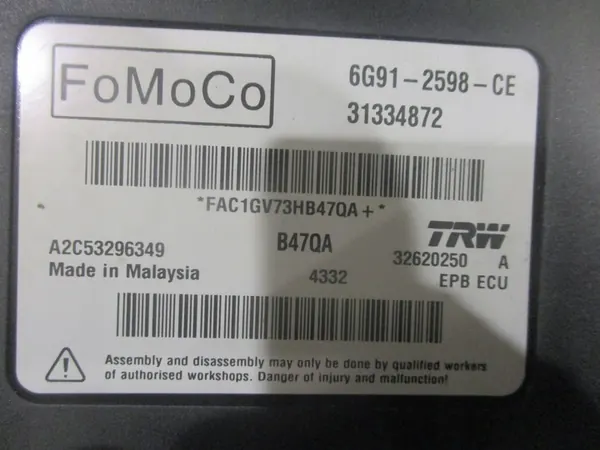 FoMoCo
6G91-2598-CE
31334872
*FAC1GV73HB47QA+*
A2C53296349 B47QA TRW
32620250 A
Made in Malaysia 4332 EPB ECU
Assembly and disassembly may only be done by qualified workers
of authorised workshops. Danger of injury and malfunction!